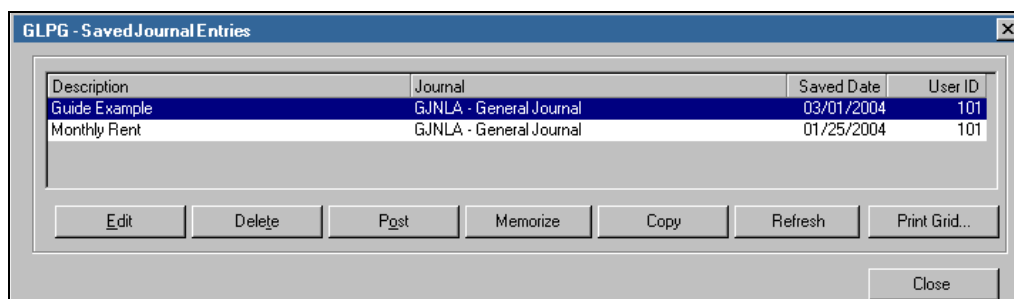 GLPG - Saved Journal Entries
Description Journal Saved Date User ID
Guide Example GJNLA - General Journal 03/01/2004 101
Monthly Rent GJNLA - General Journal 01/25/2004 101
Edit Delete Post Memorize Copy Refresh Print Grid...
Close